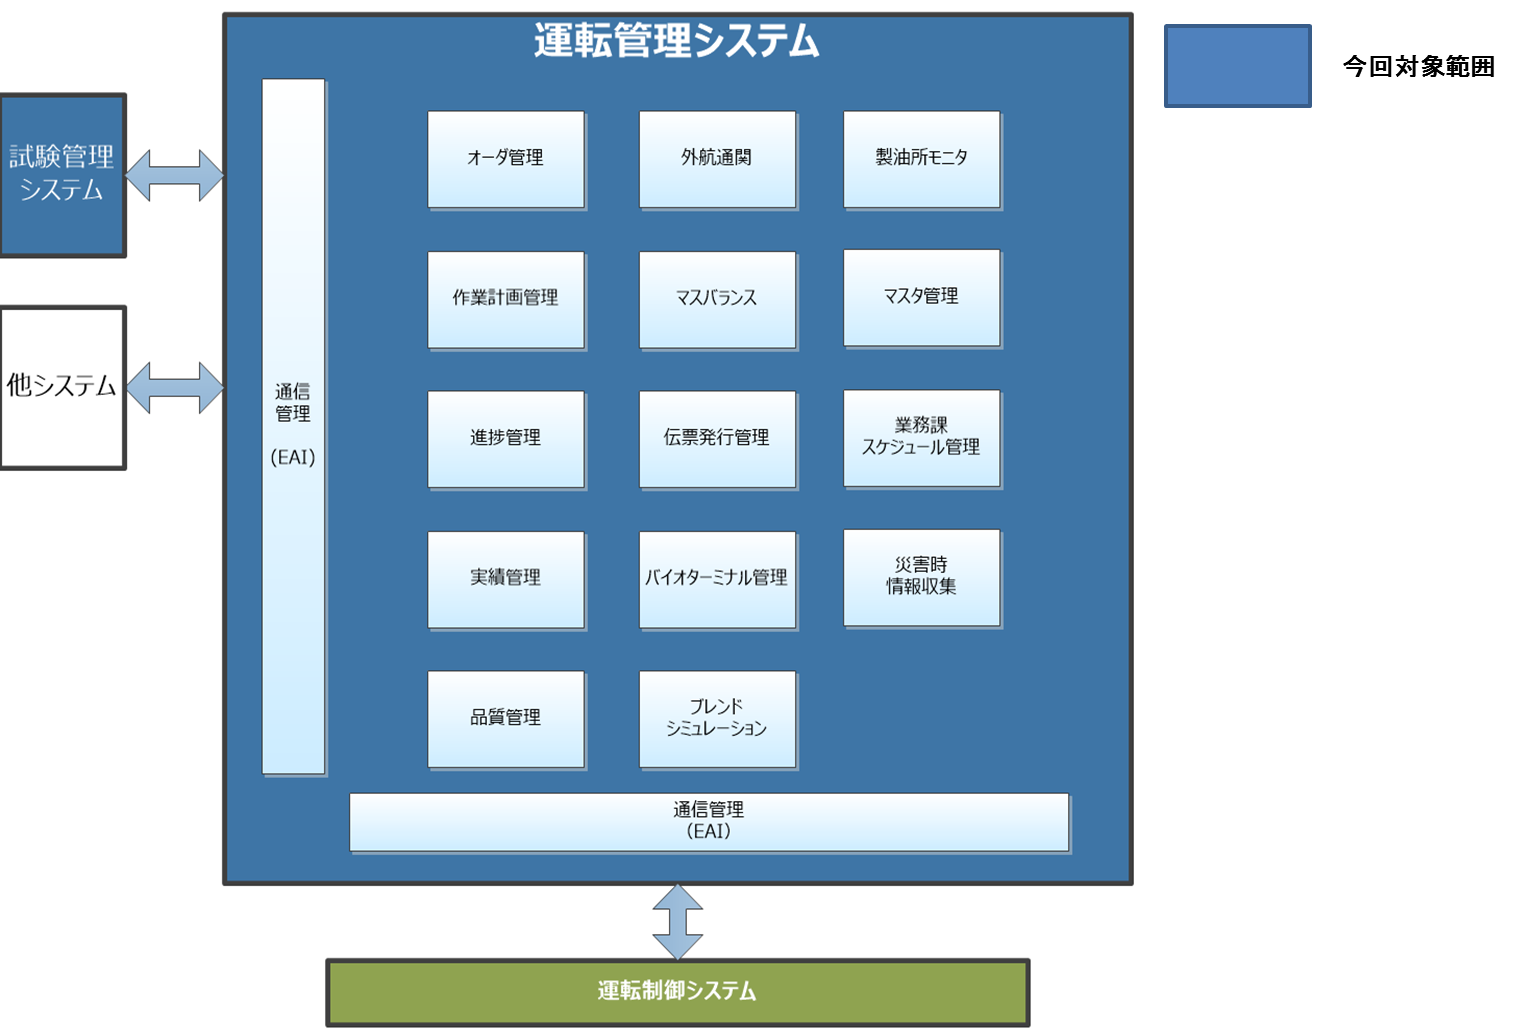 運転管理システム
今回対象範囲
試験管理
システム
他システム
通信
管理
（EAI）
オーダ管理
外航通関
製油所モニタ
作業計画管理
マスバランス
マスタ管理
進捗管理
伝票発行管理
業務課
スケジュール管理
実績管理
バイオターミナル管理
災害時
情報収集
品質管理
ブレンド
シミュレーション
通信管理
（EAI）
運転制御システム